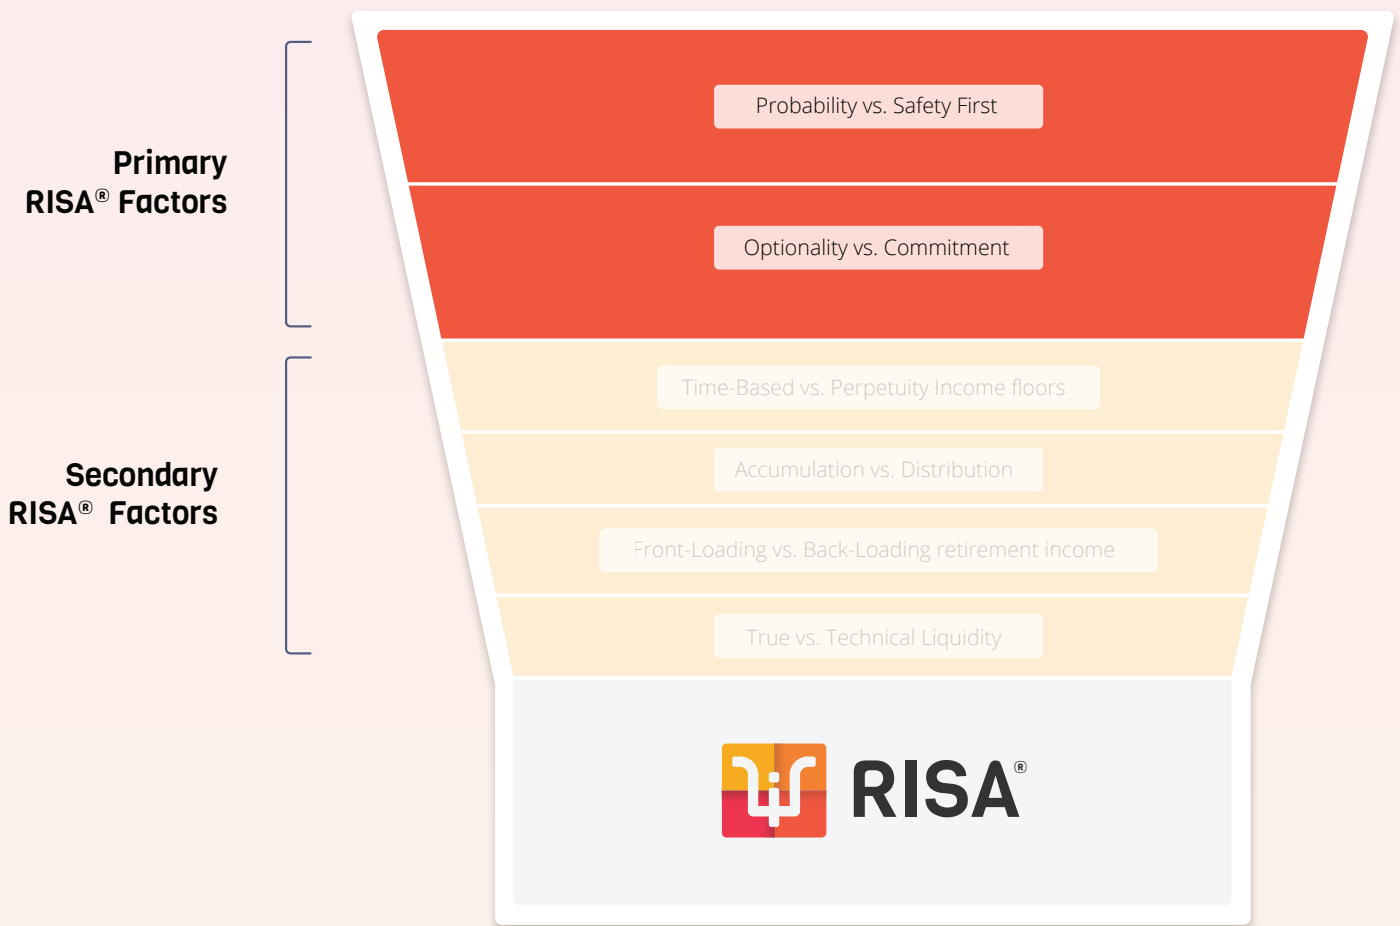 Primary
RISA® Factors
Probability vs. Safety First
Optionality vs. Commitment
Secondary
RISA® Factors
Time-Based vs. Perpetuity Income floors
Accumulation vs. Distribution
Front-Loading vs. Back-Loading retirement income
True vs. Technical Liquidity
RISA®